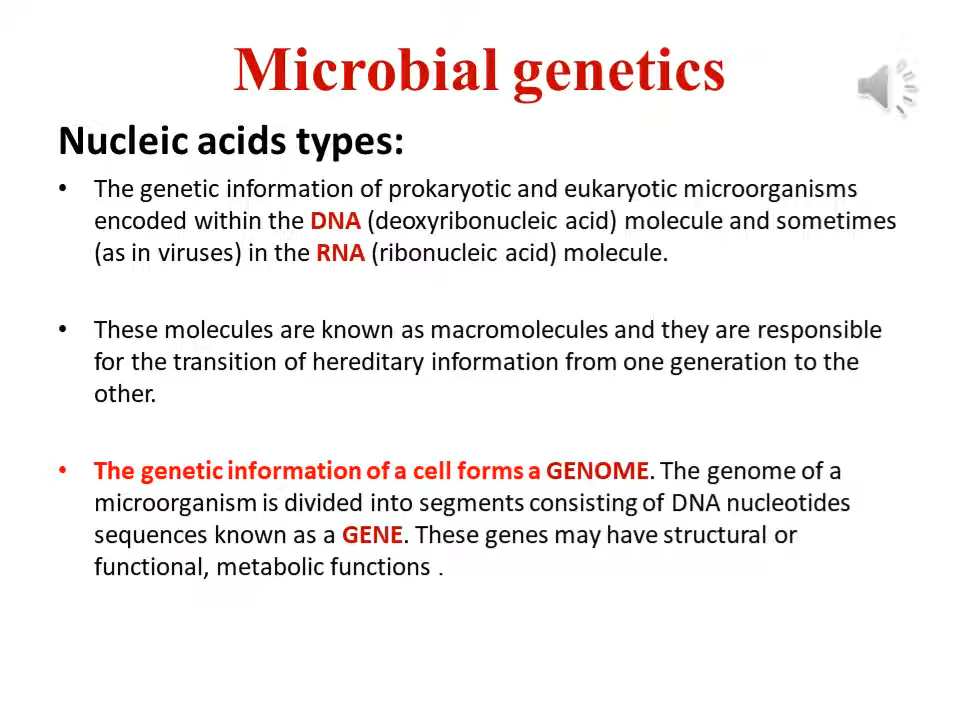 Microbial genetics
Nucleic acids types:
• The genetic information of prokaryotic and eukaryotic microorganisms
encoded within the DNA (deoxyribonucleic acid) molecule and sometimes
(as in viruses) in the RNA (ribonucleic acid) molecule.
• These molecules are known as macromolecules and they are responsible
for the transition of hereditary information from one generation to the
other.
• The genetic information of a cell forms a GENOME. The genome of a
microorganism is divided into segments consisting of DNA nucleotides
sequences known as a GENE. These genes may have structural or
functional, metabolic functions .